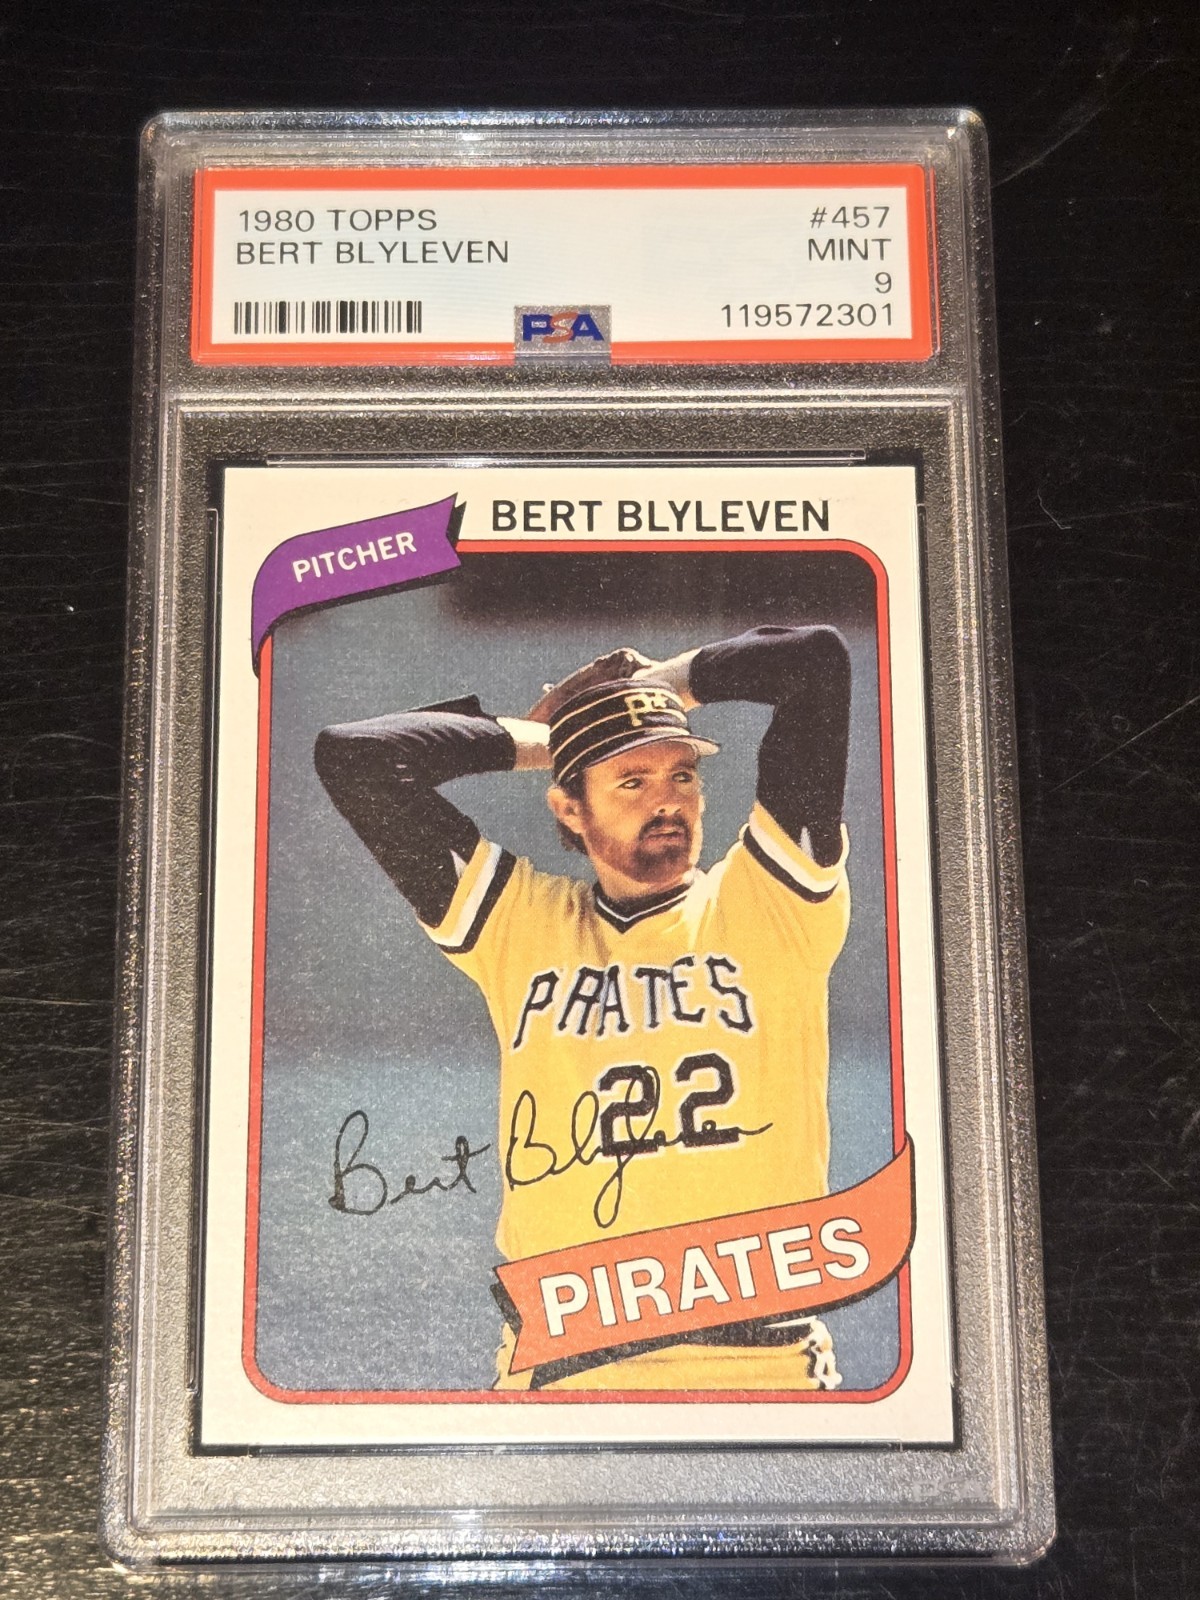 1980 TOPPS #457
BERT BLYLEVEN MINT
9
PSA 119572301
PITCHER BERT BLYLEVEN
P
PIRATES
22
Bert Blyleven
PIRATES